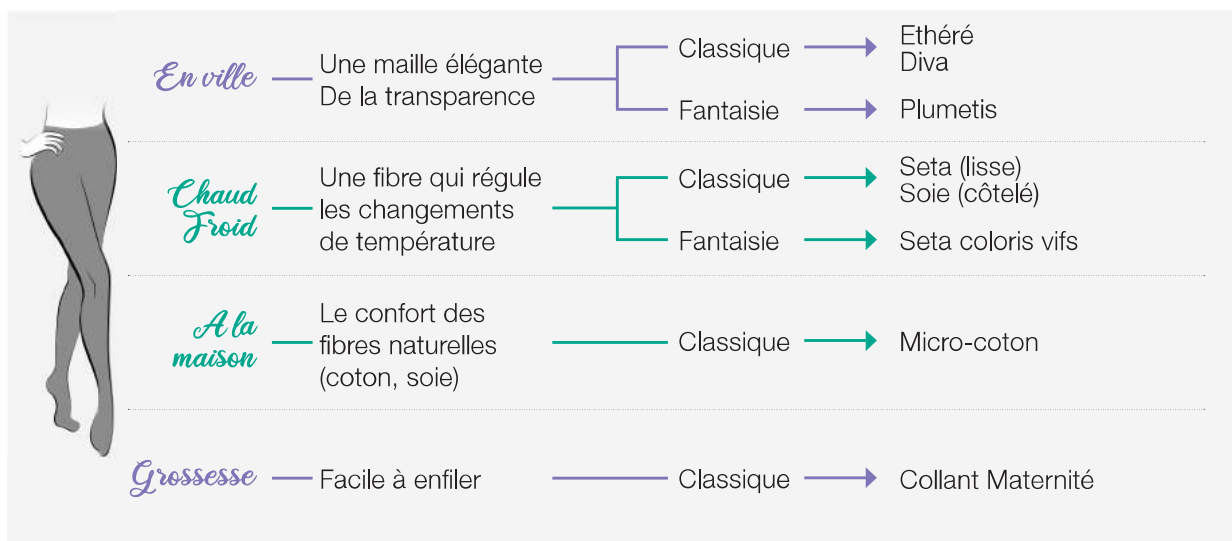 En ville
Une maille élégante
De la transparence
Classique
Ethéré
Diva
Fantaisie
Plumetis
Chaud
Froid
Une fibre qui régule
les changements
de température
Classique
Seta (lisse)
Soie (côtelé)
Fantaisie
Seta coloris vifs
A la
maison
Le confort des
fibres naturelles
(coton, soie)
Classique
Micro-coton
Grossesse
Facile à enfiler
Classique
Collant Maternité